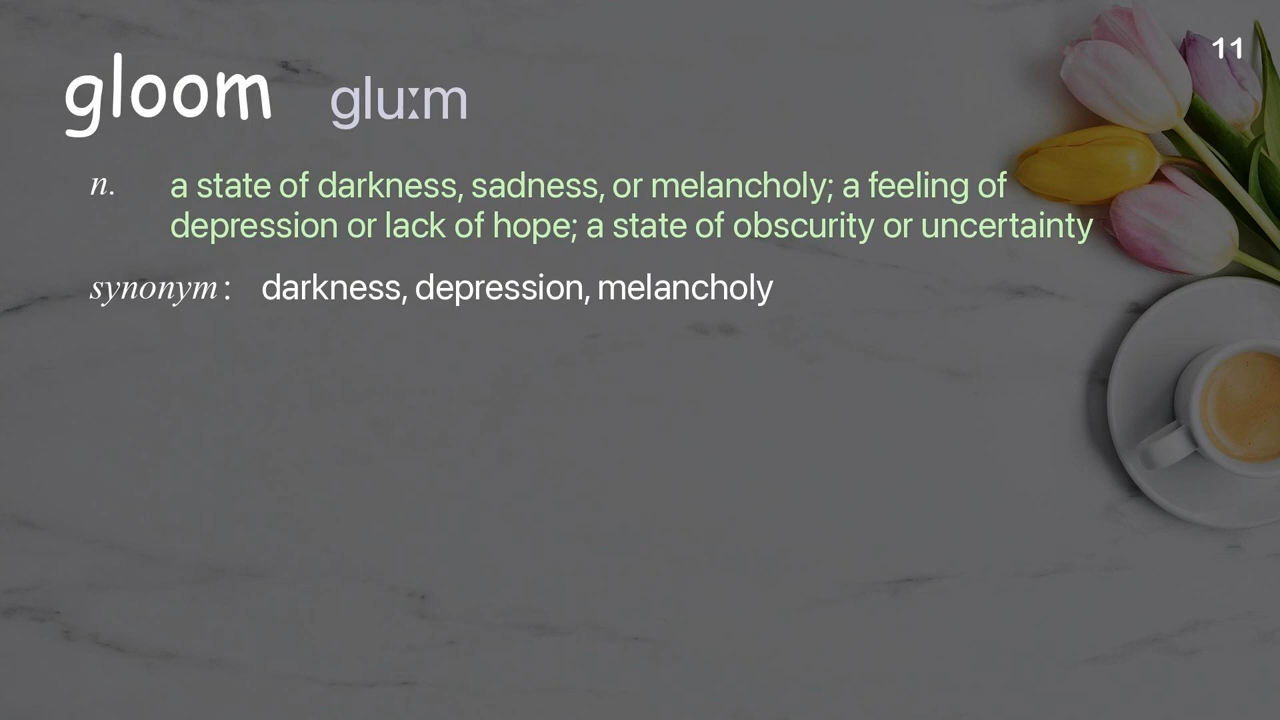 11
gloom gluːm
n. a state of darkness, sadness, or melancholy; a feeling of
depression or lack of hope; a state of obscurity or uncertainty
synonym : darkness, depression, melancholy